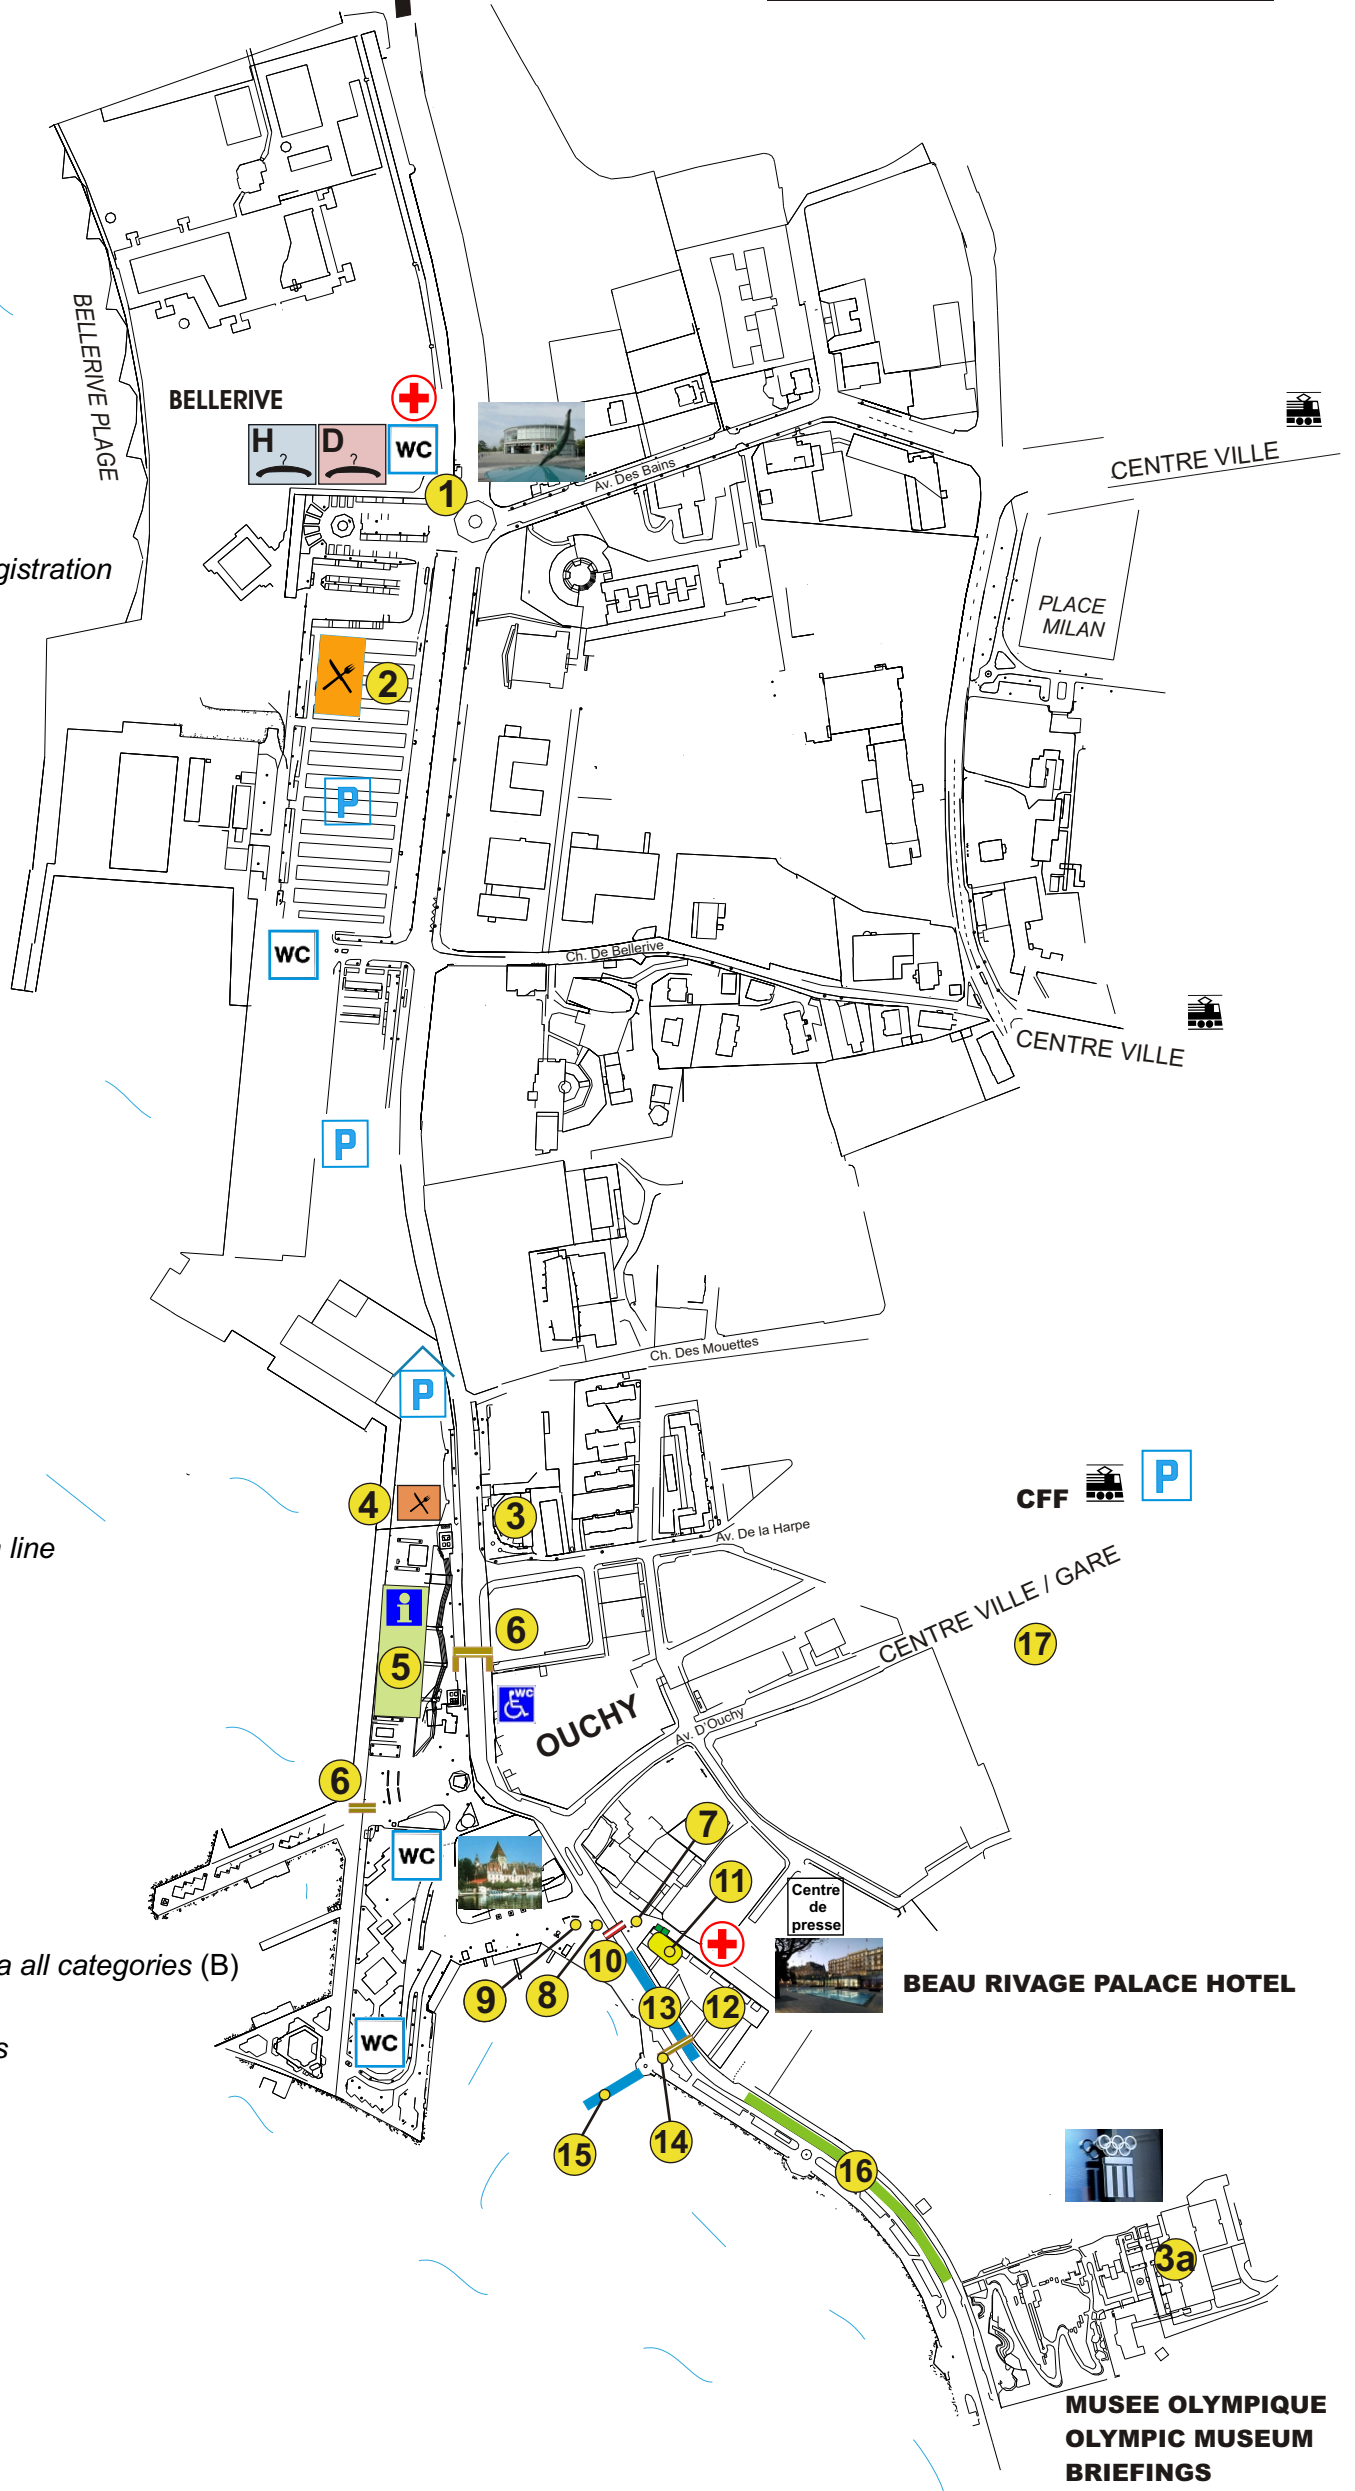 BELLERIVE PLAGE
BELLERIVE
H
?
D
?
WC
1
Av. Des Bains
CENTRE VILLE
gistration
PLACE
MILAN
2
P
WC
Ch. De Bellerive
CENTRE VILLE
P
Ch. Des Mouettes
P
CFF
P
4
3
Av. De la Harpe
line
i
CENTRE VILLE / GARE
6
17
5
WC
OUCHY
Av. D'Ouchy
6
7
WC
11
Centre
de
presse
10
a all categories (B)
BEAU RIVAGE PALACE HOTEL
9
8
13
12
WC
s
15
14
16
3a
MUSEE OLYMPIQUE
OLYMPIC MUSEUM
BRIEFINGS